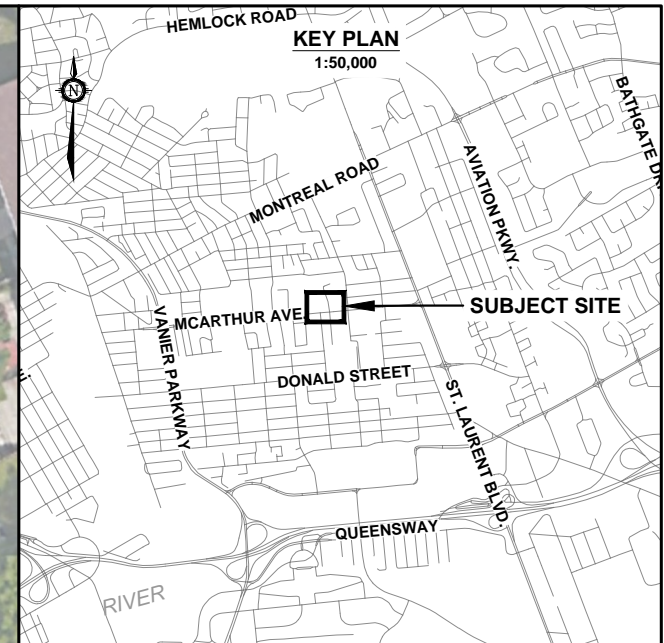 HEMLOCK ROAD
KEY PLAN
1:50,000
N
BATHGATE DR.
AVIATION PKWY.
MONTREAL ROAD
SUBJECT SITE
MCARTHUR AVE.
VANIER PARKWAY
DONALD STREET
ST. LAURENT BLVD.
QUEENSWAY
RIVER